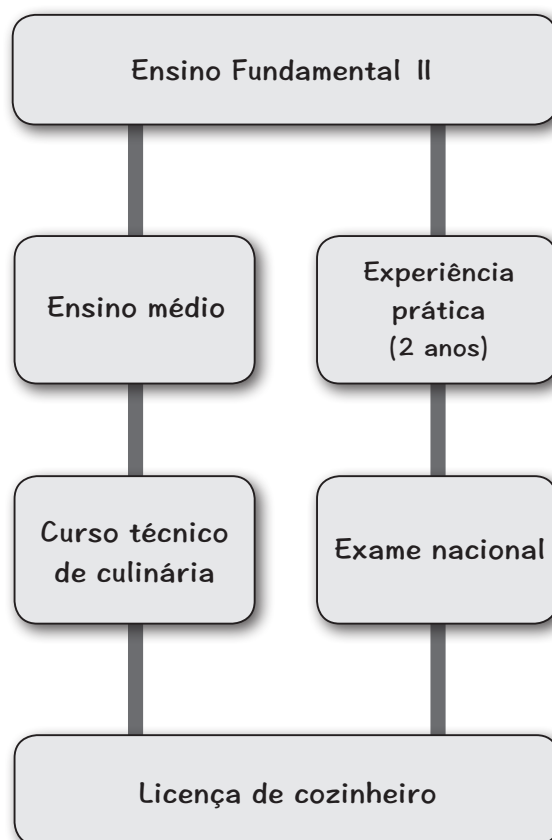 Ensino Fundamental II
Ensino médio
Experiência
prática
(2 anos)
Curso técnico
de culinária
Exame nacional
Licença de cozinheiro